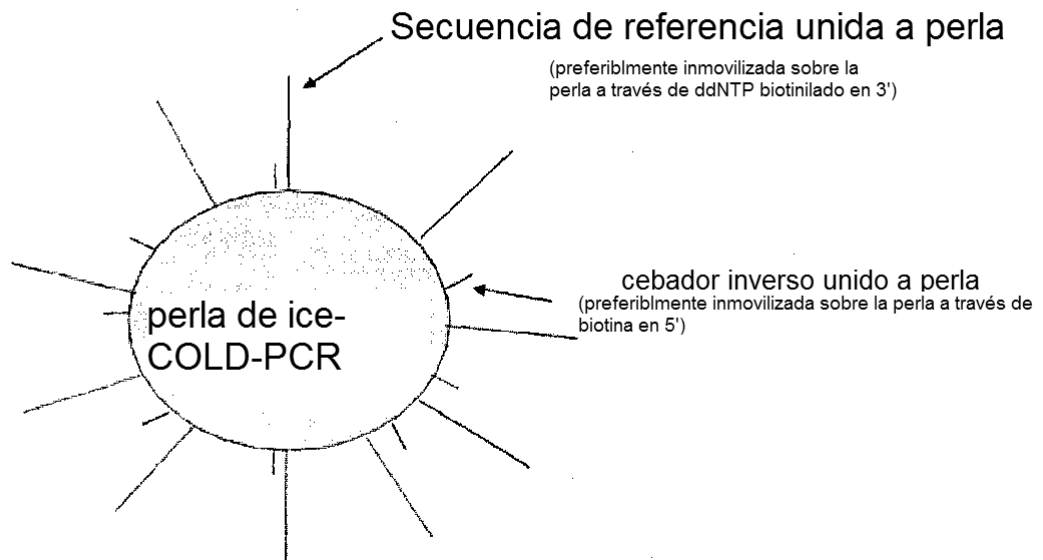 Secuencia de referencia unida a perla
(preferiblmente inmovilizada sobre la
perla a través de ddNTP biotinilado en 3')
cebador inverso unido a perla
(preferiblmente inmovilizada sobre la perla a través de
biotina en 5')
perla de ice-
COLD-PCR